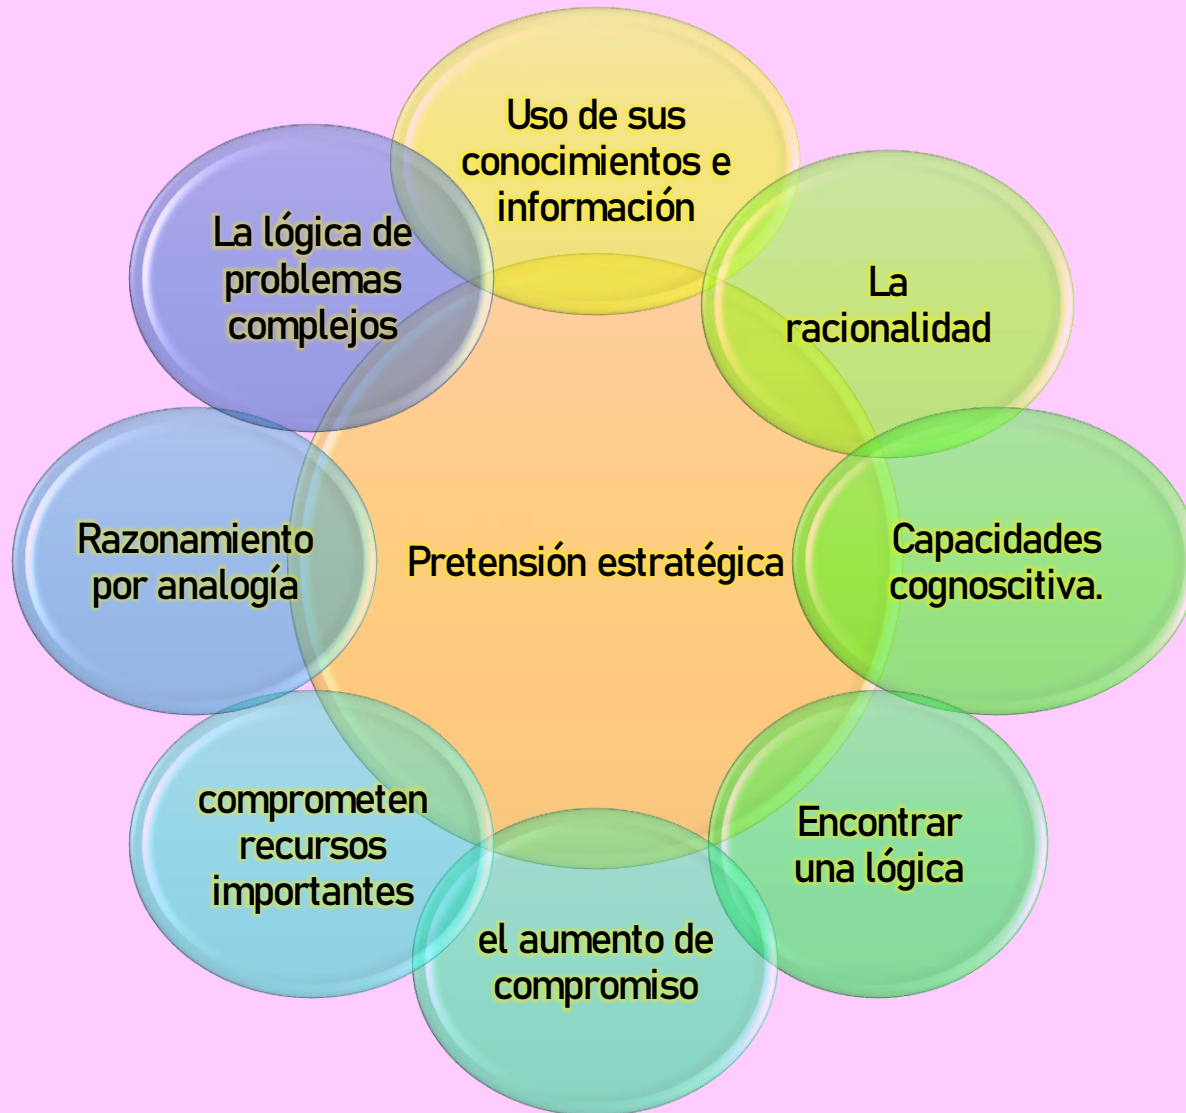 Uso de sus
conocimientos e
información
La
racionalidad
Capacidades
cognoscitiva.
Encontrar
una lógica
el aumento de
compromiso
comprometen
recursos
importantes
Razonamiento
por analogía
La lógica de
problemas
complejos
Pretensión estratégica